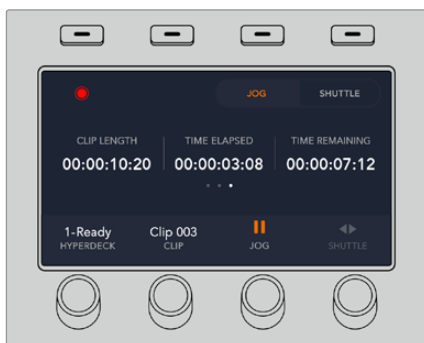 JOG SHUTTLE
CLIP LENGTH TIME ELAPSED TIME REMAINING
00:00:10:20 00:00:03:08 00:00:07:12
1-Ready Clip 003
HYPERDECK CLIP JOG SHUTTLE